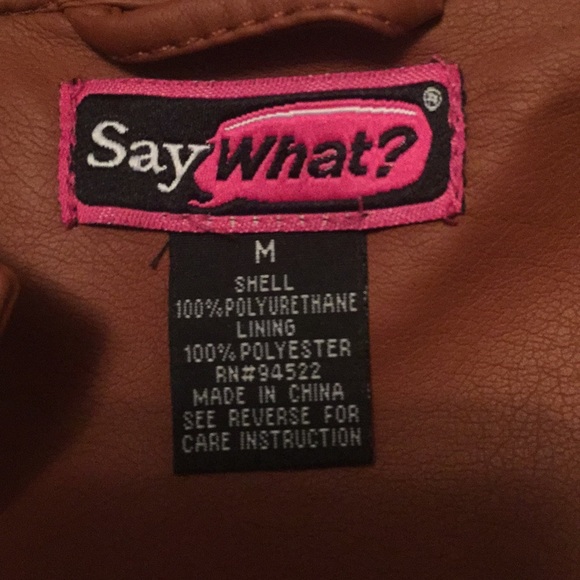 Say What? ®
M
SHELL
100%POLYURETHANE
LINING
100%POLYESTER
RN#94522
MADE IN CHINA
SEE REVERSE FOR
CARE INSTRUCTION